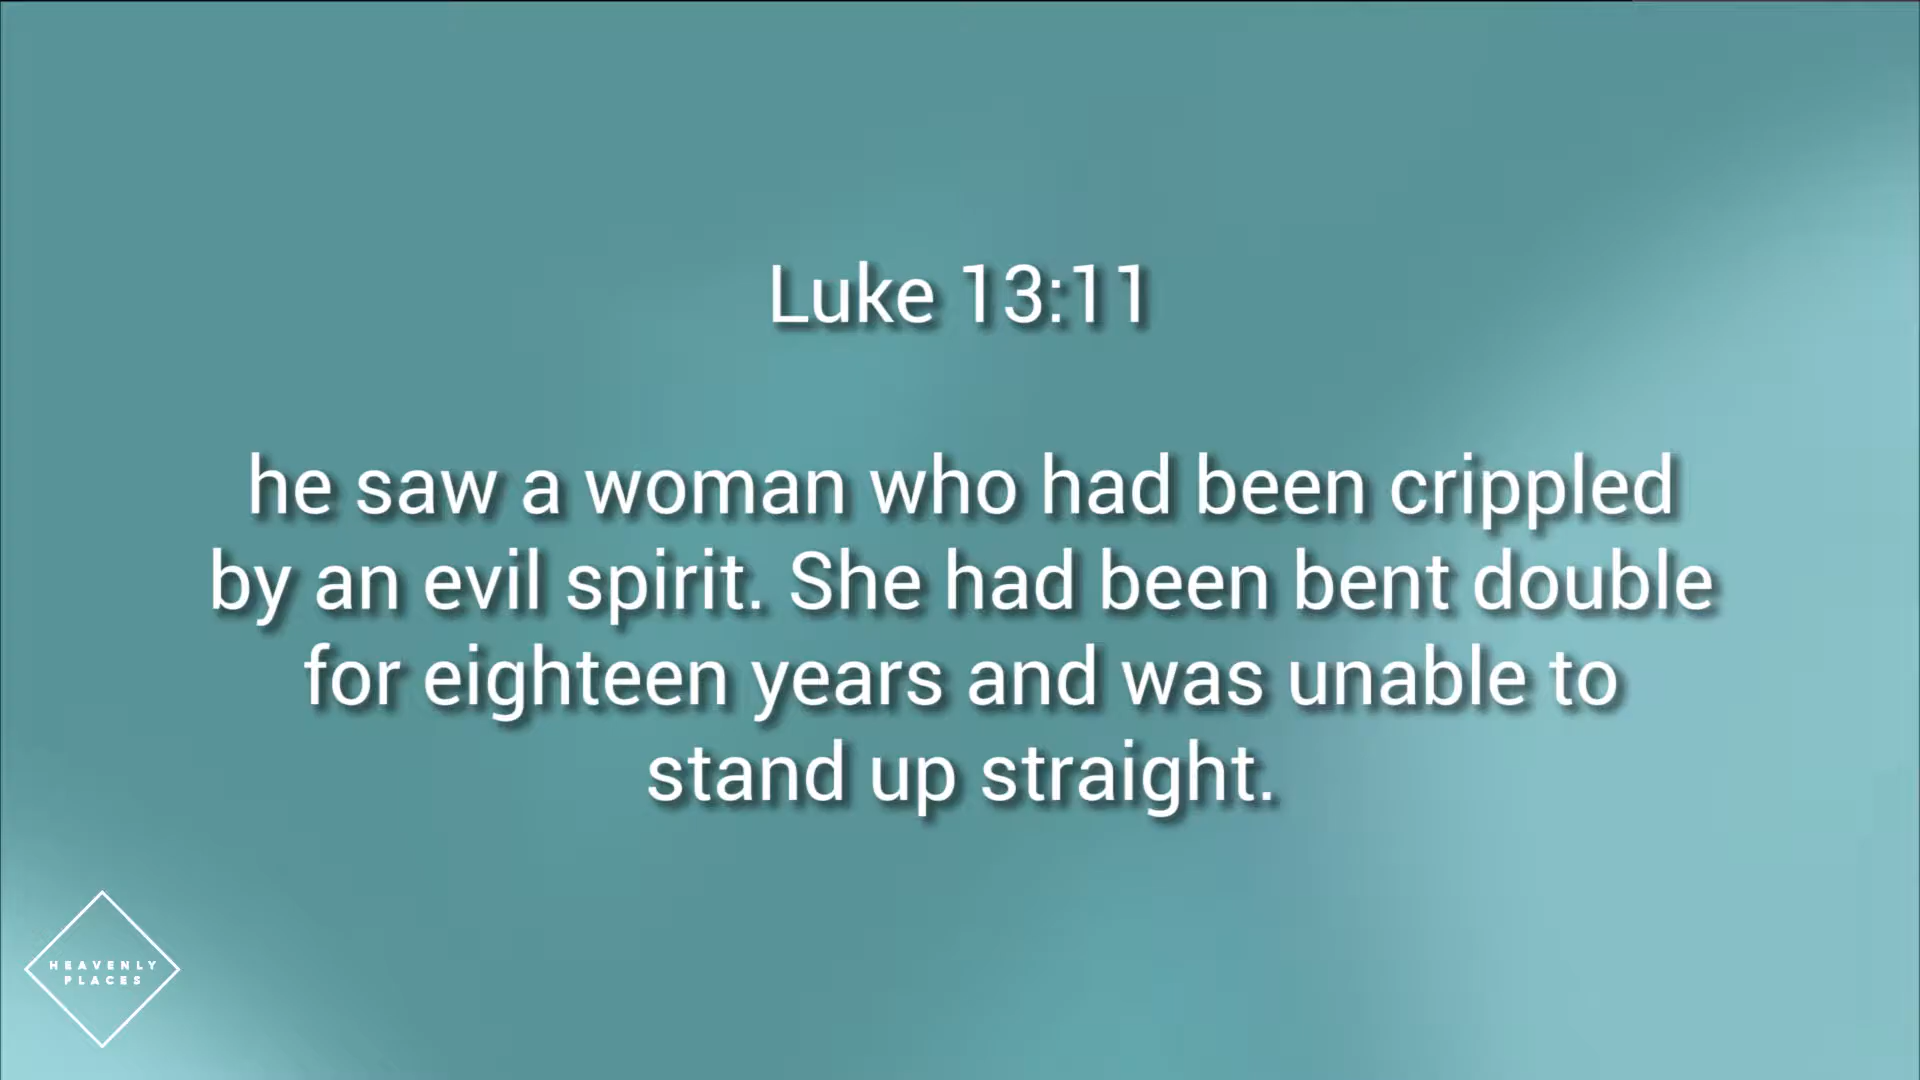 Luke 13:11
he saw a woman who had been crippled
by an evil spirit. She had been bent double
for eighteen years and was unable to
stand up straight.
HEAVENLY
PLACES